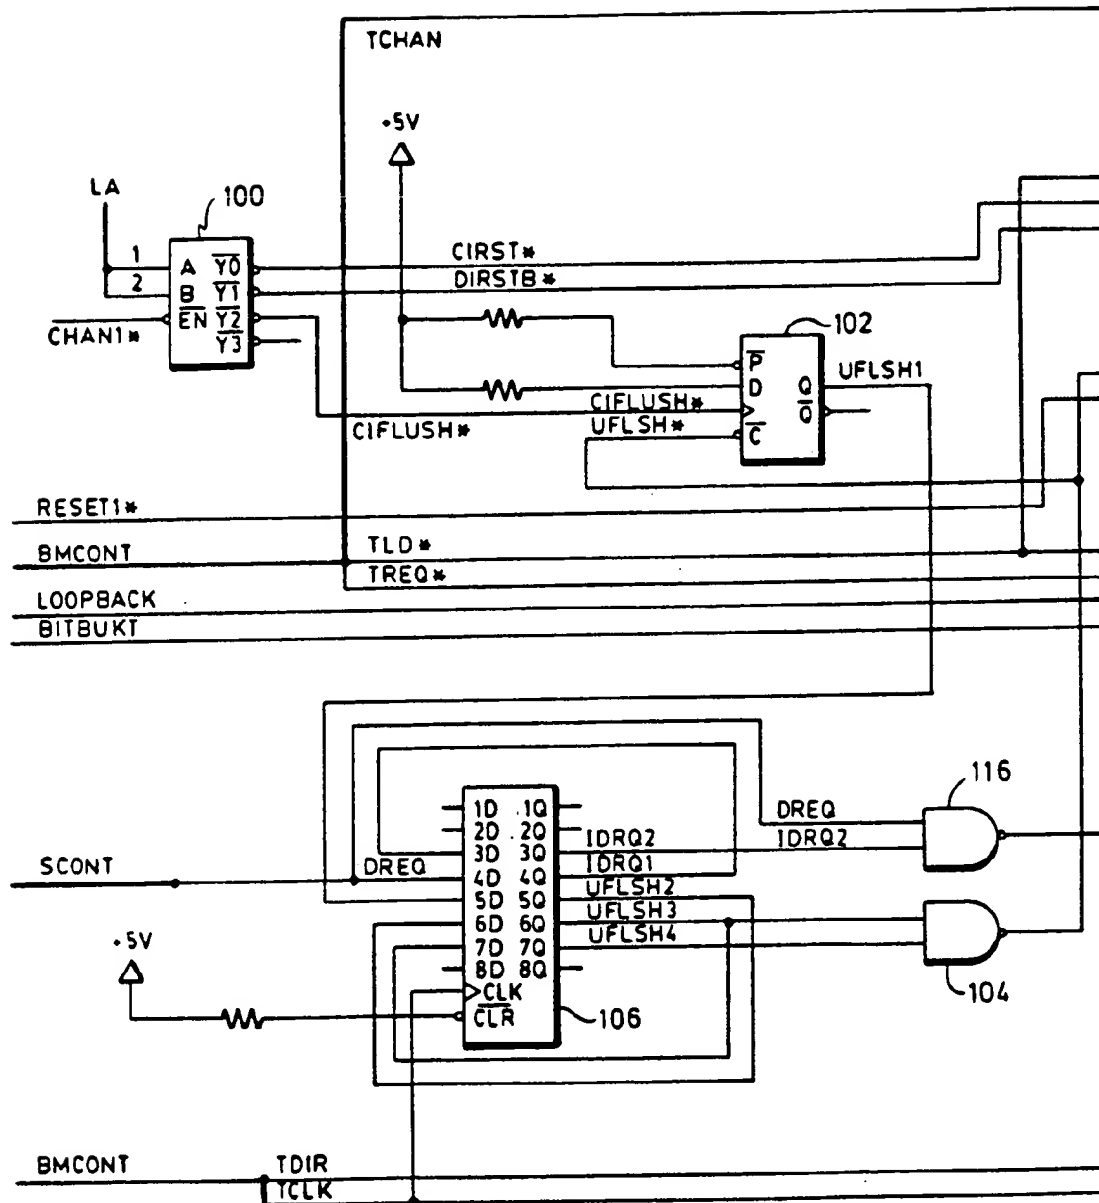 TCHAN
+5V
LA
100
1
A Y0
CIRST*
2
B Y1
DIRSTB*
CHAN1*
EN Y2
Y3
102
P
D Q
UFLSH1
CIFLUSH*
CIFLUSH*
Q
UFLSH*
C
RESET1*
BMCONT
TLD*
TREQ*
LOOPBACK
BITBUKT
116
1D 1Q
DREQ
2D 2Q
IDRQ2
IDRQ2
3D 3Q
SCONT
DREQ
IDRQ1
4D 4Q
UFLSH2
5D 5Q
UFLSH3
6D 6Q
UFLSH4
7D 7Q
+5V
8D 8Q
104
CLK
CLR
106
BMCONT
TDIR
TCLK